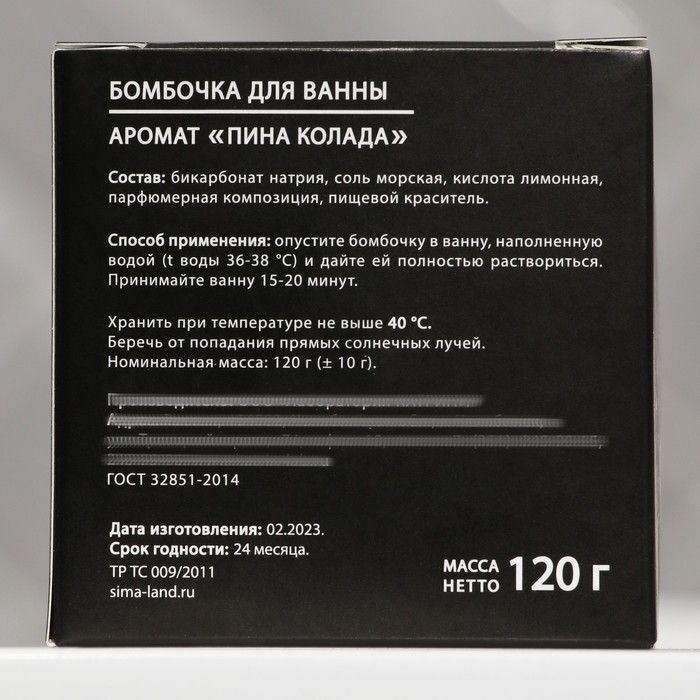 БОМБОЧКА ДЛЯ ВАННЫ
АРОМАТ «ПИНА КОЛАДА»
Состав: бикарбонат натрия, соль морская, кислота лимонная,
парфюмерная композиция, пищевой краситель.
Способ применения: опустите бомбочку в ванну, наполненную
водой (t воды 36-38 °С) и дайте ей полностью раствориться.
Принимайте ванну 15-20 минут.
Хранить при температуре не выше 40 °С.
Беречь от попадания прямых солнечных лучей.
Номинальная масса: 120 г (± 10 г).
ГОСТ 32851-2014
Дата изготовления: 02.2023.
Срок годности: 24 месяца.
ТР ТС 009/2011
sima-land.ru
МАССА
НЕТТО 120 г